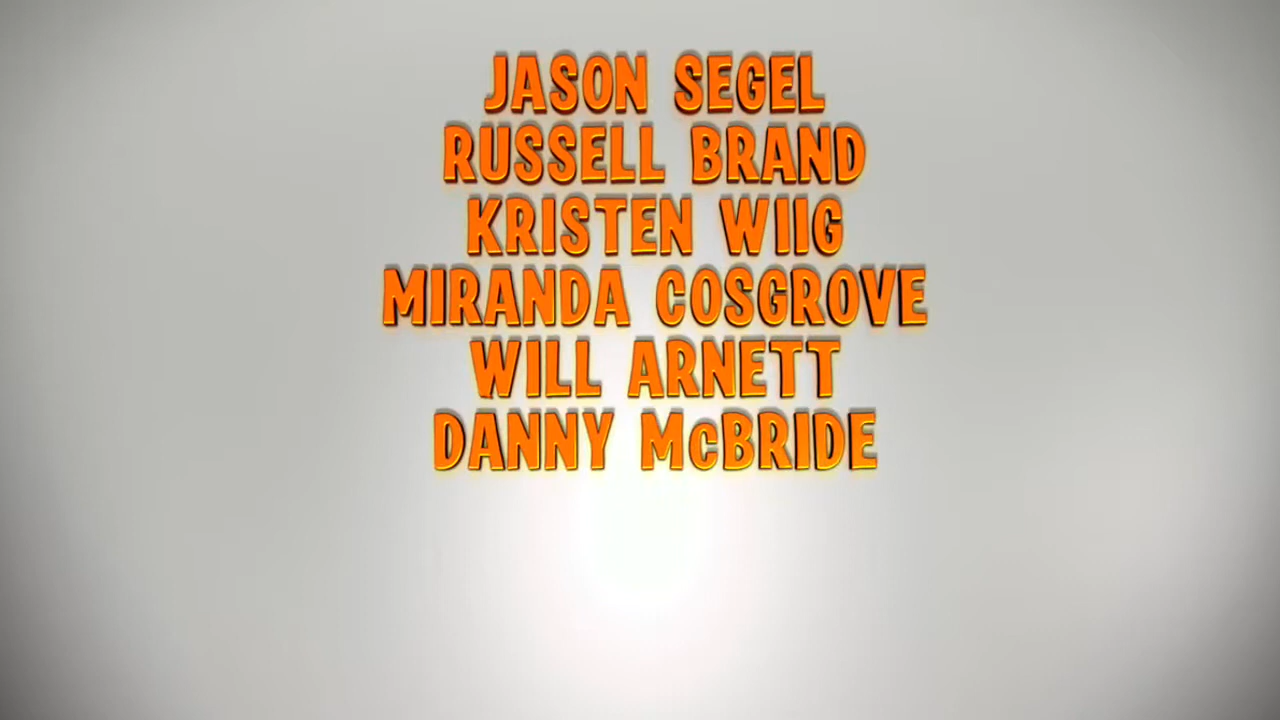 JASON SEGEL
RUSSELL BRAND
KRISTEN WIIG
MIRANDA COSGROVE
WILL ARNETT
DANNY McBRIDE